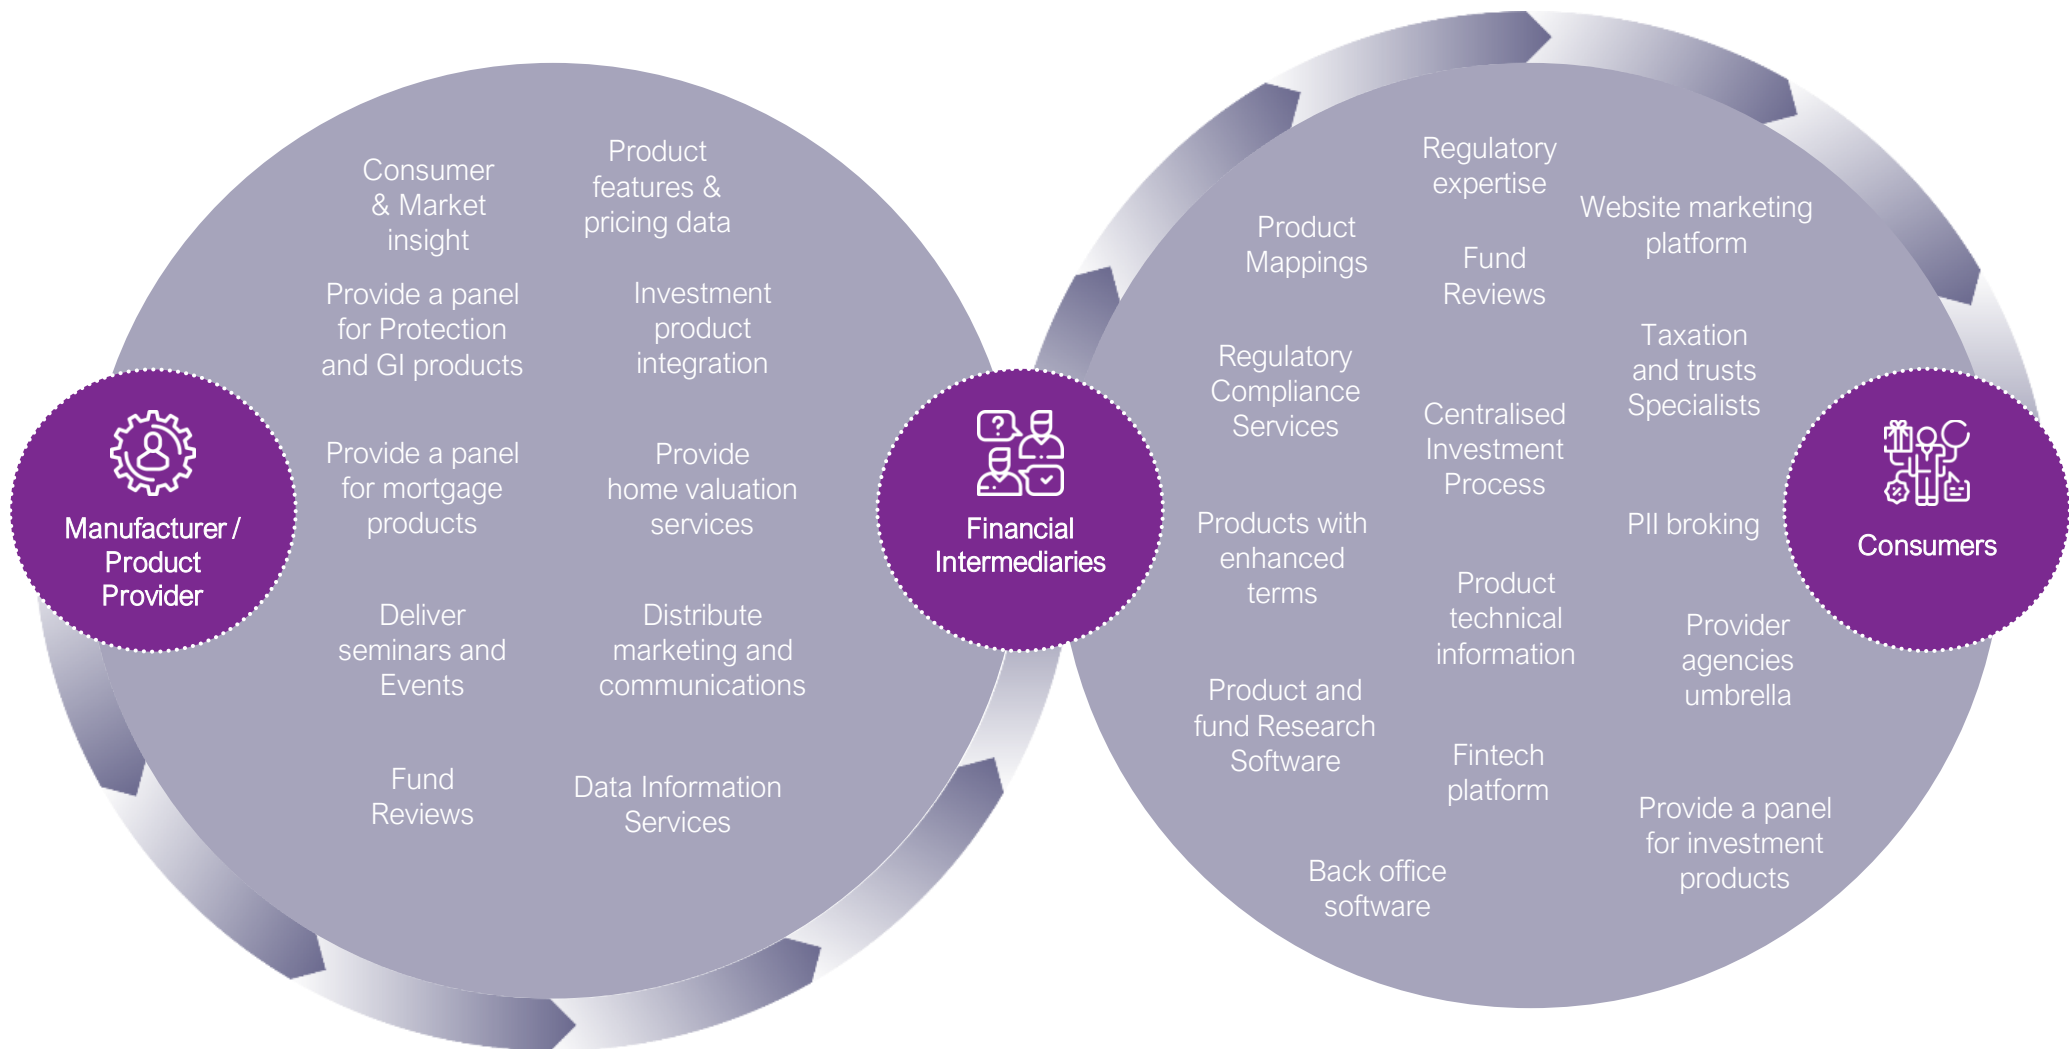 Consumer
& Market
insight
Product
features &
pricing data
Provide a panel
for Protection
and GI products
Investment
product
integration
Provide a panel
for mortgage
products
Provide
home valuation
services
Deliver
seminars and
Events
Distribute
marketing and
communications
Fund
Reviews
Data Information
Services
Manufacturer /
Product
Provider
Financial
Intermediaries
Regulatory
expertise
Website marketing
platform
Product
Mappings
Fund
Reviews
Taxation
and trusts
Specialists
Regulatory
Compliance
Services
Centralised
Investment
Process
Products with
enhanced
terms
PII broking
Product
technical
information
Provider
agencies
umbrella
Product and
fund Research
Software
Fintech
platform
Provide a panel
for investment
products
Back office
software
?
%
Consumers